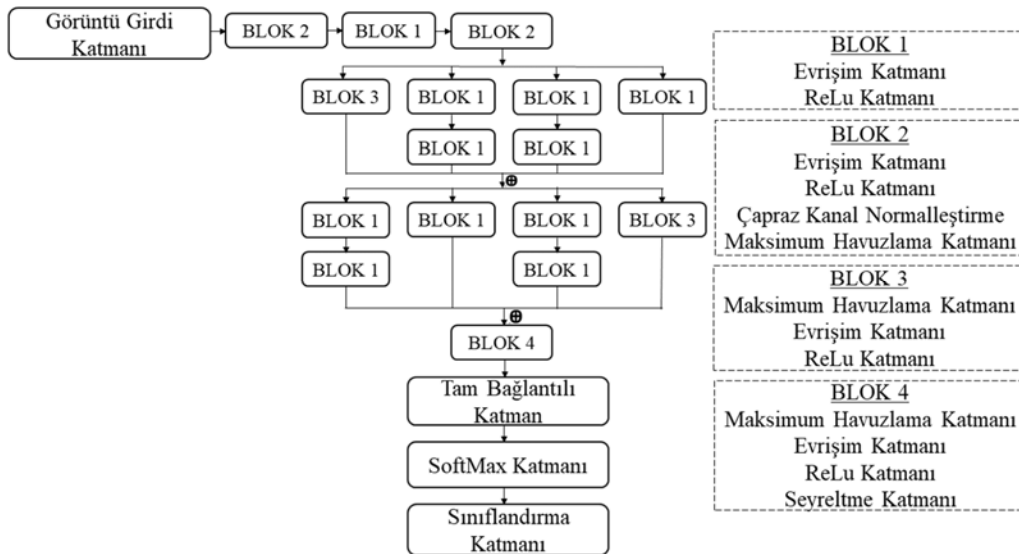 Görüntü Girdi
Katmanı
BLOK 2
BLOK 1
BLOK 2
BLOK 3
BLOK 1
BLOK 1
BLOK 1
BLOK 1
BLOK 1
BLOK 1
BLOK 1
BLOK 1
BLOK 3
BLOK 1
BLOK 1
BLOK 4
Tam Bağlantılı
Katman
SoftMax Katmanı
Sınıflandırma
Katmanı
BLOK 1
Evrişim Katmanı
ReLu Katmanı
BLOK 2
Evrişim Katmanı
ReLu Katmanı
Çapraz Kanal Normalleştirme
Maksimum Havuzlama Katmanı
BLOK 3
Maksimum Havuzlama Katmanı
Evrişim Katmanı
ReLu Katmanı
BLOK 4
Maksimum Havuzlama Katmanı
Evrişim Katmanı
ReLu Katmanı
Seyreltme Katmanı